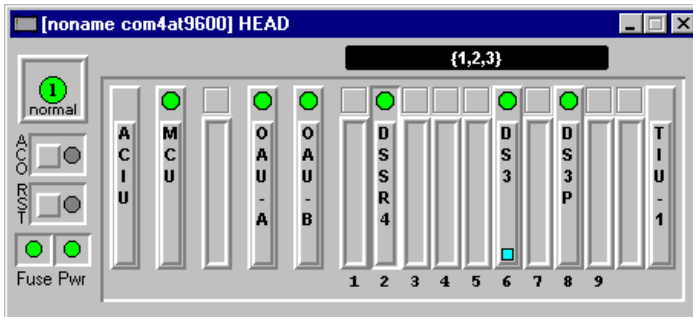 [noname com4at9600] HEAD
{1,2,3}
1
normal
ACO
RST
Fuse Pwr
ACIU
MCU
OAU-A
OAU-B
DSSR4
DS3
DS3P
TIU-1
1 2 3 4 5 6 7 8 9